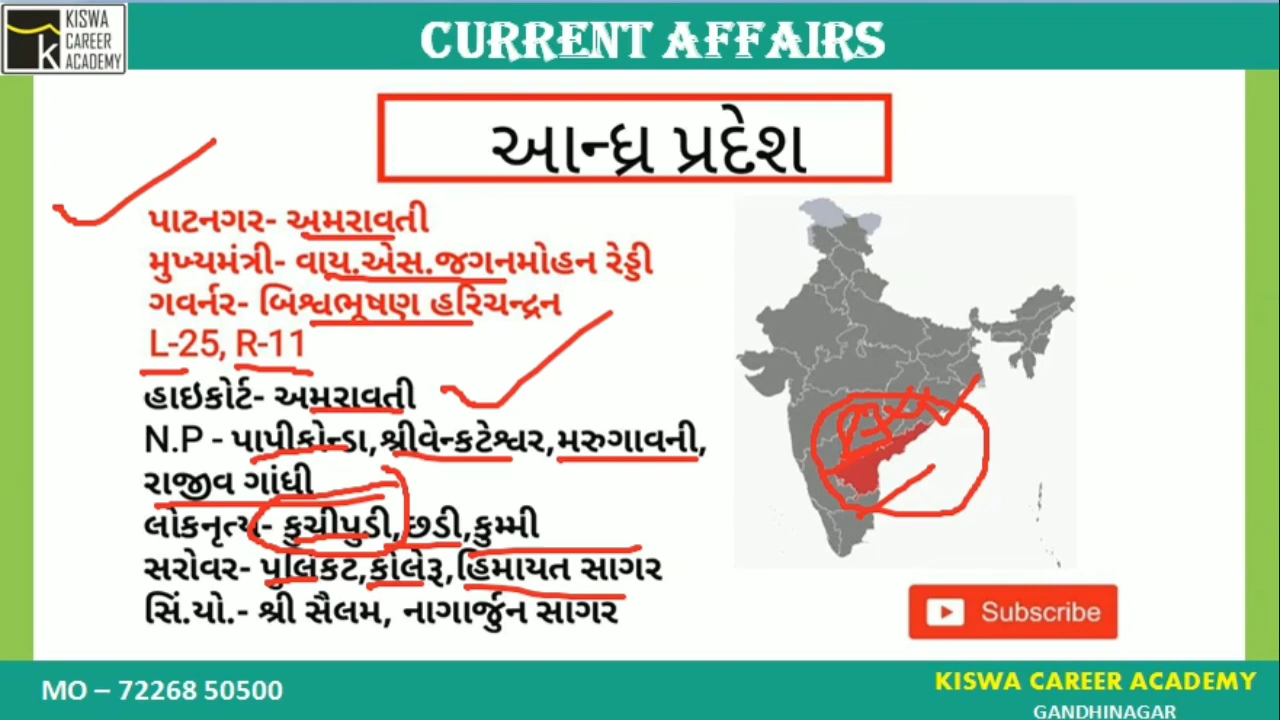 KISWA
CAREER
ACADEMY
CURRENT AFFAIRS
આન્ધ્ર પ્રદેશ
પાટનગર- અમરાવતી
મુખ્યમંત્રી- વાય.એસ.જગનમોહન રેડ્ડી
ગવર્નર- બિશ્વભૂષણ હરિચન્દ્રન
L-25, R-11
હાઇકોર્ટ- અમરાવતી
N.P - પાપીકોન્ડા,શ્રીવેન્કટેશ્વર,મરુગાવની,
રાજીવ ગાંધી
લોકનૃત્ય- કુચીપુડી,છડી,કુમ્મી
સરોવર- પુલિકટ,કોલેરૂ,હિમાયત સાગર
સિં.યો.- શ્રી સૈલમ, નાગાર્જુન સાગર
Subscribe
MO – 72268 50500
KISWA CAREER ACADEMY
GANDHINAGAR